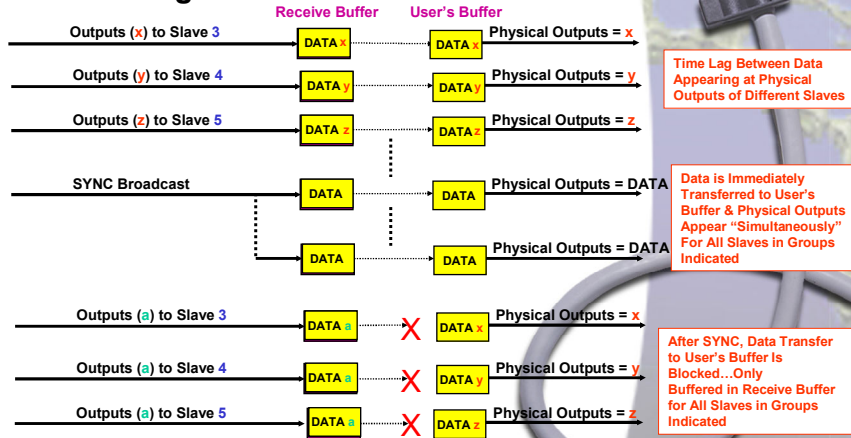 Receive Buffer
User's Buffer
Outputs (x) to Slave 3
DATA x
DATA x
Physical Outputs = x
Outputs (y) to Slave 4
DATA y
DATA y
Physical Outputs = y
Time Lag Between Data
Appearing at Physical
Outputs of Different Slaves
Outputs (z) to Slave 5
DATA z
DATA z
Physical Outputs = z
SYNC Broadcast
DATA
DATA
Physical Outputs = DATA
DATA
DATA
Physical Outputs = DATA
Data is Immediately
Transferred to User's
Buffer & Physical Outputs
Appear “Simultaneously”
For All Slaves in Groups
Indicated
Outputs (a) to Slave 3
DATA a
X
DATA x
Physical Outputs = x
Outputs (a) to Slave 4
DATA a
X
DATA y
Physical Outputs = y
Outputs (a) to Slave 5
DATA a
X
DATA z
Physical Outputs = z
After SYNC, Data Transfer
to User's Buffer Is
Blocked…Only
Buffered in Receive Buffer
for All Slaves in Groups
Indicated